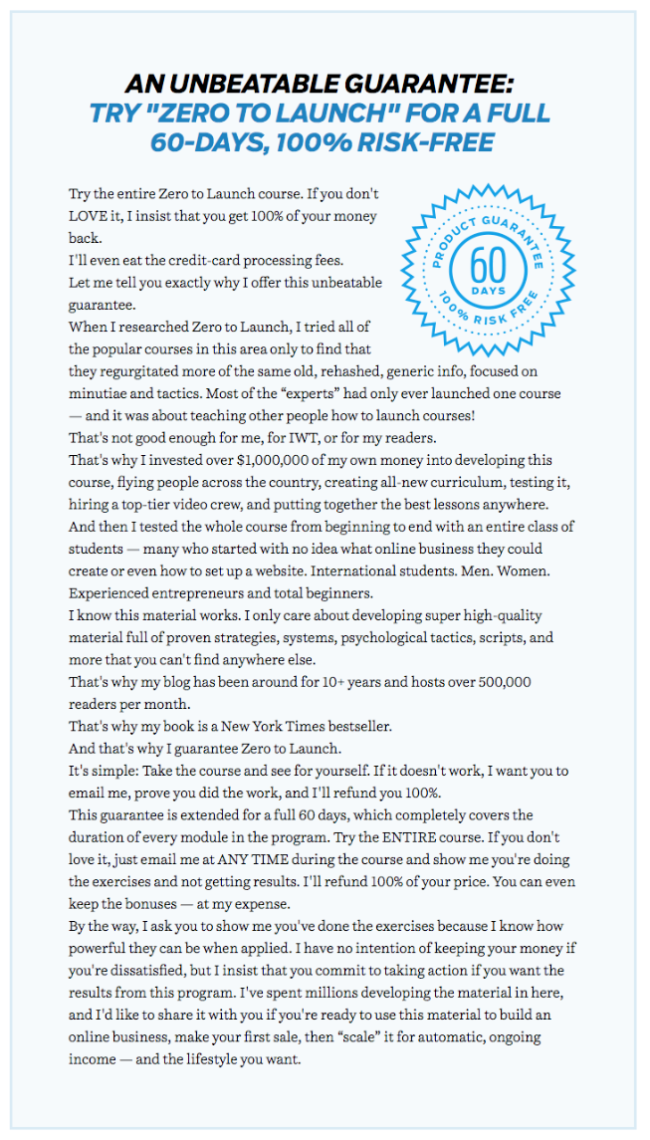 AN UNBEATABLE GUARANTEE:
TRY "ZERO TO LAUNCH" FOR A FULL
60-DAYS, 100% RISK-FREE
Try the entire Zero to Launch course. If you don't
LOVE it, I insist that you get 100% of your money
back.
I'll even eat the credit-card processing fees.
Let me tell you exactly why I offer this unbeatable
guarantee.
When I researched Zero to Launch, I tried all of
the popular courses in this area only to find that
PRODUCT GUARANTEE
60
DAYS
100% RISK FREE
they regurgitated more of the same old, rehashed, generic info, focused on
minutiae and tactics. Most of the “experts” had only ever launched one course
— and it was about teaching other people how to launch courses!
That's not good enough for me, for IWT, or for my readers.
That's why I invested over $1,000,000 of my own money into developing this
course, flying people across the country, creating all-new curriculum, testing it,
hiring a top-tier video crew, and putting together the best lessons anywhere.
And then I tested the whole course from beginning to end with an entire class of
students — many who started with no idea what online business they could
create or even how to set up a website. International students. Men. Women.
Experienced entrepreneurs and total beginners.
I know this material works. I only care about developing super high-quality
material full of proven strategies, systems, psychological tactics, scripts, and
more that you can't find anywhere else.
That's why my blog has been around for 10+ years and hosts over 500,000
readers per month.
That's why my book is a New York Times bestseller.
And that's why I guarantee Zero to Launch.
It's simple: Take the course and see for yourself. If it doesn't work, I want you to
email me, prove you did the work, and I'll refund you 100%.
This guarantee is extended for a full 60 days, which completely covers the
duration of every module in the program. Try the ENTIRE course. If you don't
love it, just email me at ANY TIME during the course and show me you're doing
the exercises and not getting results. I'll refund 100% of your price. You can even
keep the bonuses — at my expense.
By the way, I ask you to show me you've done the exercises because I know how
powerful they can be when applied. I have no intention of keeping your money if
you're dissatisfied, but I insist that you commit to taking action if you want the
results from this program. I've spent millions developing the material in here,
and I'd like to share it with you if you're ready to use this material to build an
online business, make your first sale, then “scale” it for automatic, ongoing
income — and the lifestyle you want.